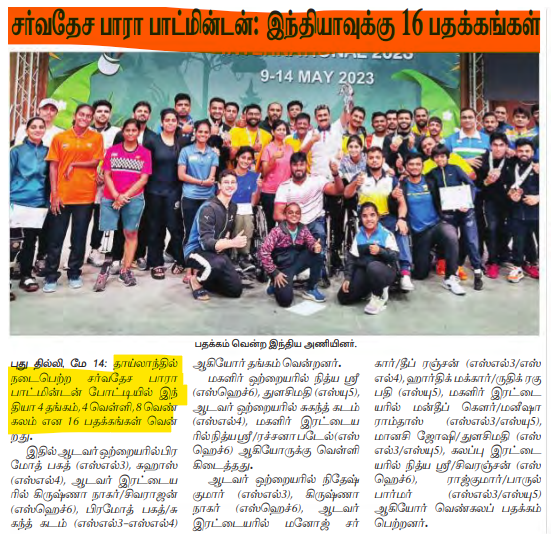 சர்வதேச பாரா பாட்மின்டன்: இந்தியாவுக்கு 16 பதக்கங்கள்
9-14 MAY 2023
பதக்கம் வென்ற இந்திய அணியினர்.
புது தில்லி, மே 14: தாய்லாந்தில்
நடைபெற்ற சர்வதேச பாரா
பாட்மின்டன் போட்டியில் இந்
தியா 4 தங்கம், 4 வெள்ளி, 8 வெண்
கலம் என 16 பதக்கங்கள் வென்
றது.
இதில் ஆடவர் ஒற்றையரில் பிர
மோத் பகத் (எஸ்எல்3), சுஹாஸ்
(எஸ்எல்4), ஆடவர் இரட்டைய
ரில் கிருஷ்ணா நாகர்/சிவராஜன்
(எஸ்ஹெச்6), பிரமோத் பகத்/சு
கந்த் கடம் (எஸ்எல்3-எஸ்எல்4)
ஆகியோர் தங்கம் வென்றனர்.
மகளிர் ஒற்றையரில் நித்ய ஸ்ரீ
(எஸ்ஹெச்6), துளசிமதி (எஸ்யு5),
ஆடவர் ஒற்றையரில் சுகந்த் கடம்
(எஸ்எல்4), மகளிர் இரட்டைய
ரில் நித்யஸ்ரீ/ரச்சனா படேல் (எஸ்
ஹெச்6) ஆகியோருக்கு வெள்ளி
கிடைத்தது.
ஆடவர் ஒற்றையரில் நிதேஷ்
குமார் (எஸ்எல்3), கிருஷ்ணா
நாகர் (எஸ்ஹெச்6), ஆடவர்
இரட்டையரில் மனோஜ் சர்
கார்/தீப் ரஞ்சன் (எஸ்எல்3/எஸ்
எல்4), ஹார்திக் மக்கார்/ருதிக் ரகு
பதி (எஸ்யு5), மகளிர் இரட்டை
யரில் மன்தீப் கௌர்/மனீஷா
ராம்தாஸ் (எஸ்எல்3/எஸ்யு5),
மானசி ஜோஷி/துளசிமதி (எஸ்
எல்3/எஸ்யு5), கலப்பு இரட்டை
யரில் நித்ய ஸ்ரீ/சிவரஞ்சன் (எஸ்
ஹெச்6), ராஜ்குமார்/பாருல்
பார்மர் (எஸ்எல்3/எஸ்யு5)
ஆகியோர் வெண்கலப் பதக்கம்
பெற்றனர்.